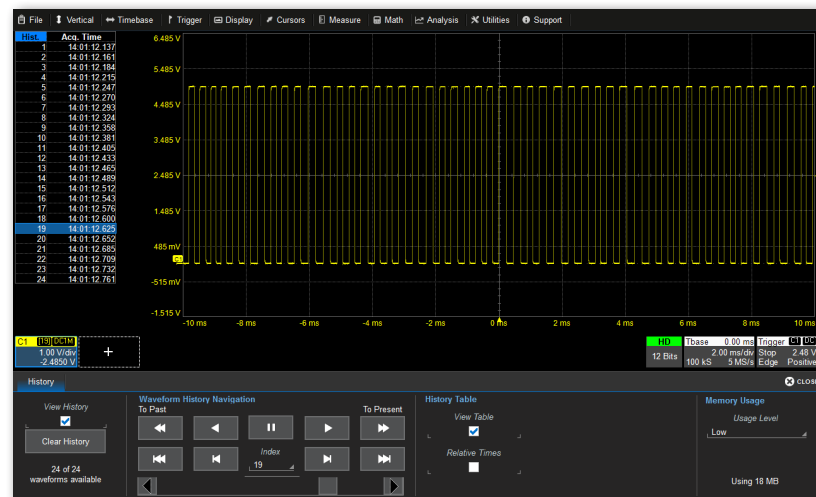 File Vertical Timebase Trigger Display Cursors Measure Math Analysis Utilities Support
Hist. Acq. Time
1 14:01:12.137
2 14:01:12.161
3 14:01:12.184
4 14:01:12.215
5 14:01:12.247
6 14:01:12.270
7 14:01:12.293
8 14:01:12.324
9 14:01:12.358
10 14:01:12.381
11 14:01:12.405
12 14:01:12.433
13 14:01:12.465
14 14:01:12.489
15 14:01:12.512
16 14:01:12.543
17 14:01:12.576
18 14:01:12.600
19 14:01:12.625
20 14:01:12.652
21 14:01:12.685
22 14:01:12.709
23 14:01:12.732
24 14:01:12.761
6.485 V
5.485 V
4.485 V
3.485 V
2.485 V
1.485 V
485 mV
C1
-515 mV
-1.515 V
-10 ms -8 ms -6 ms -4 ms -2 ms 0 ms 2 ms 4 ms 6 ms 8 ms 10 ms
C1 [19] DC1M
1.00 V/div
-2.4850 V
+
HD
12 Bits
Tbase 0.00 ms
2.00 ms/div
100 kS 5 MS/s
Trigger C1 DC
Stop 2.48 V
Edge Positive
History
CLOS
View History
Clear History
24 of 24
waveforms available
Waveform History Navigation
To Past To Present
Index
19
History Table
View Table
Relative Times
Memory Usage
Usage Level
Low
Using 18 MB